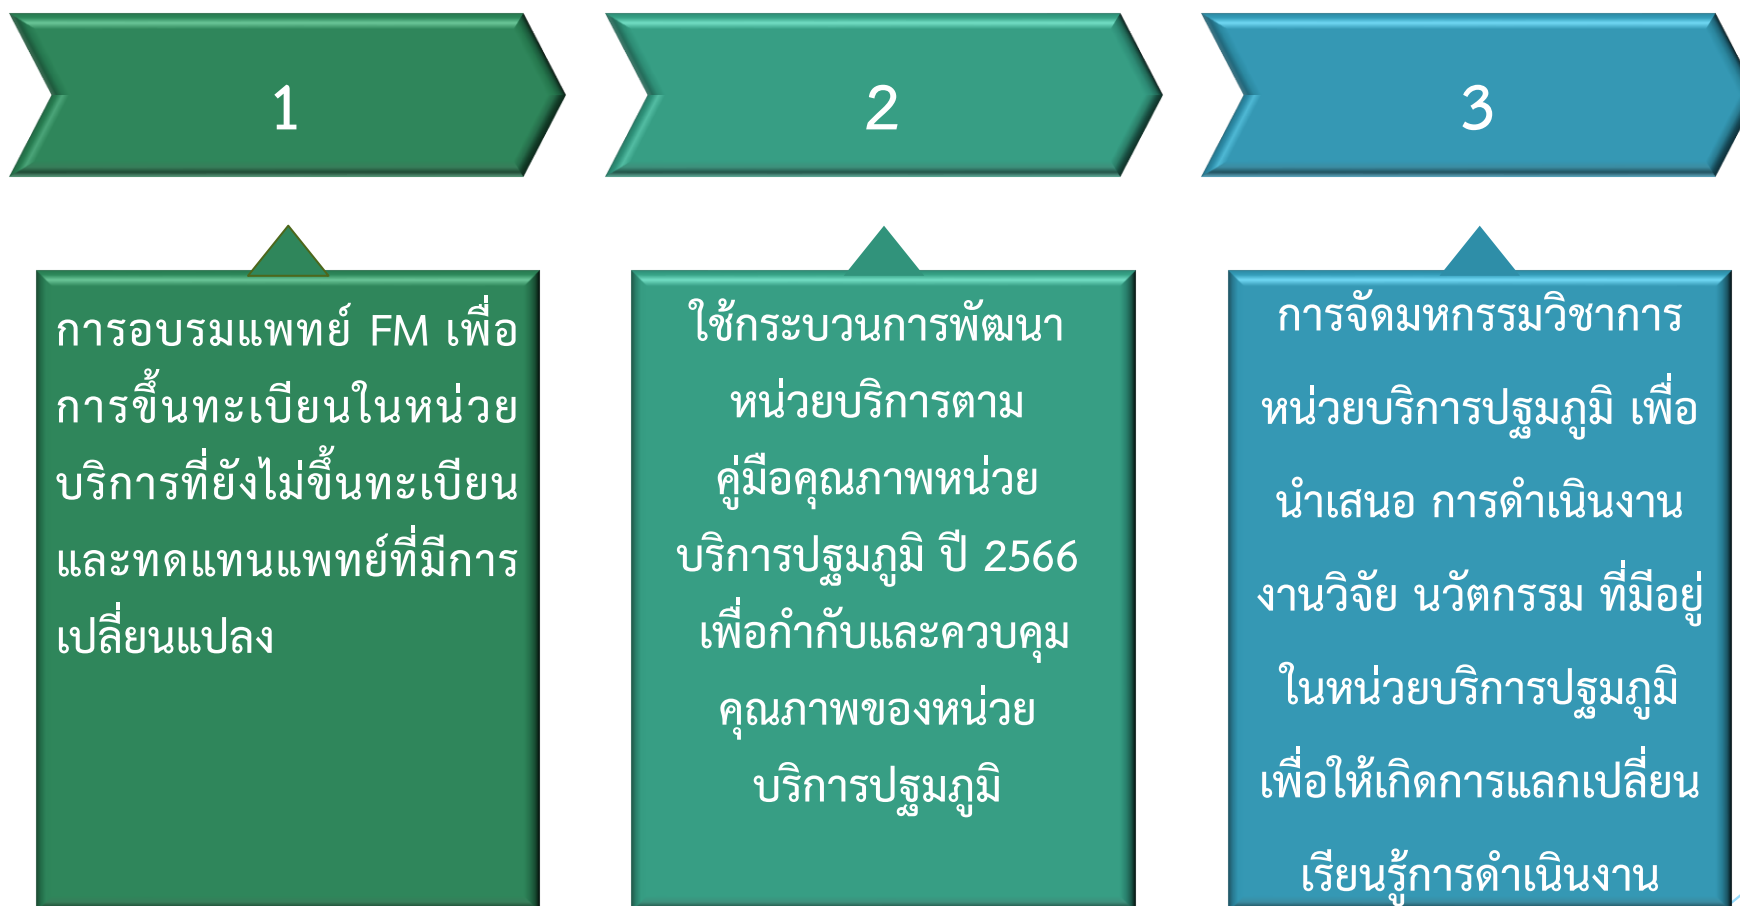 1
2
3
การอบรมแพทย์ FM เพื่อ
การขึ้นทะเบียนในหน่วย
บริการที่ยังไม่ขึ้นทะเบียน
และทดแทนแพทย์ที่มีการ
เปลี่ยนแปลง
ใช้กระบวนการพัฒนา
หน่วยบริการตาม
คู่มือคุณภาพหน่วย
บริการปฐมภูมิ ปี 2566
เพื่อกำกับและควบคุม
คุณภาพของหน่วย
บริการปฐมภูมิ
การจัดมหกรรมวิชาการ
หน่วยบริการปฐมภูมิ เพื่อ
นำเสนอ การดำเนินงาน
งานวิจัย นวัตกรรม ที่มีอยู่
ในหน่วยบริการปฐมภูมิ
เพื่อให้เกิดการแลกเปลี่ยน
เรียนรู้การดำเนินงาน